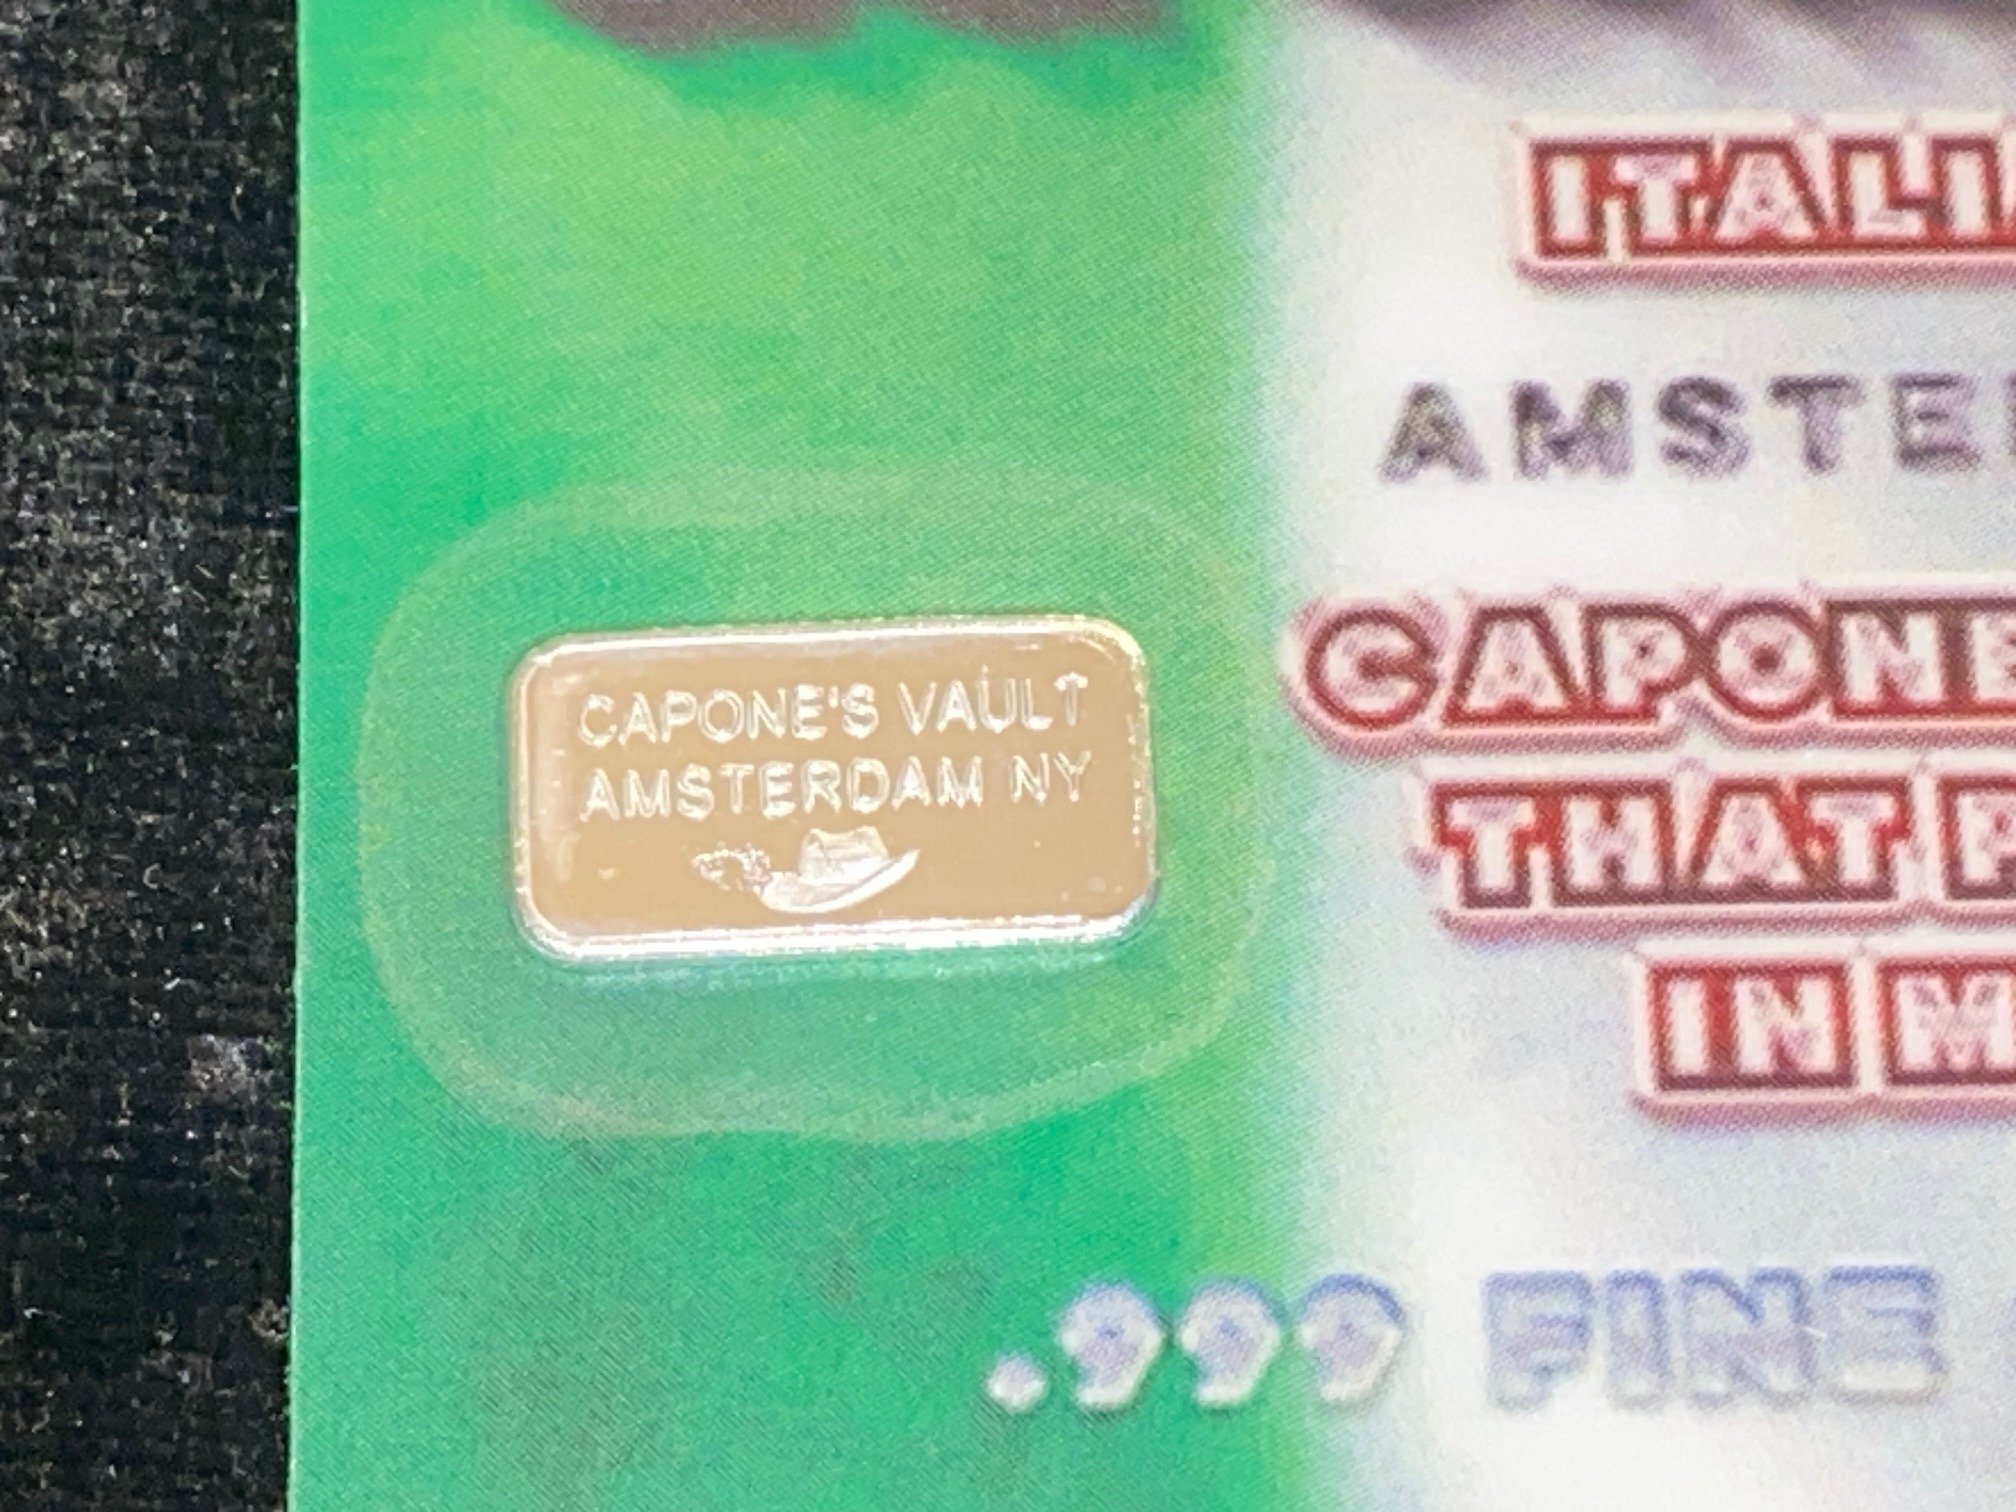 ITALI
AMSTE
CAPONE'S VAULT
AMSTERDAM NY
CAPONE
THAT
IN
.999 FINE